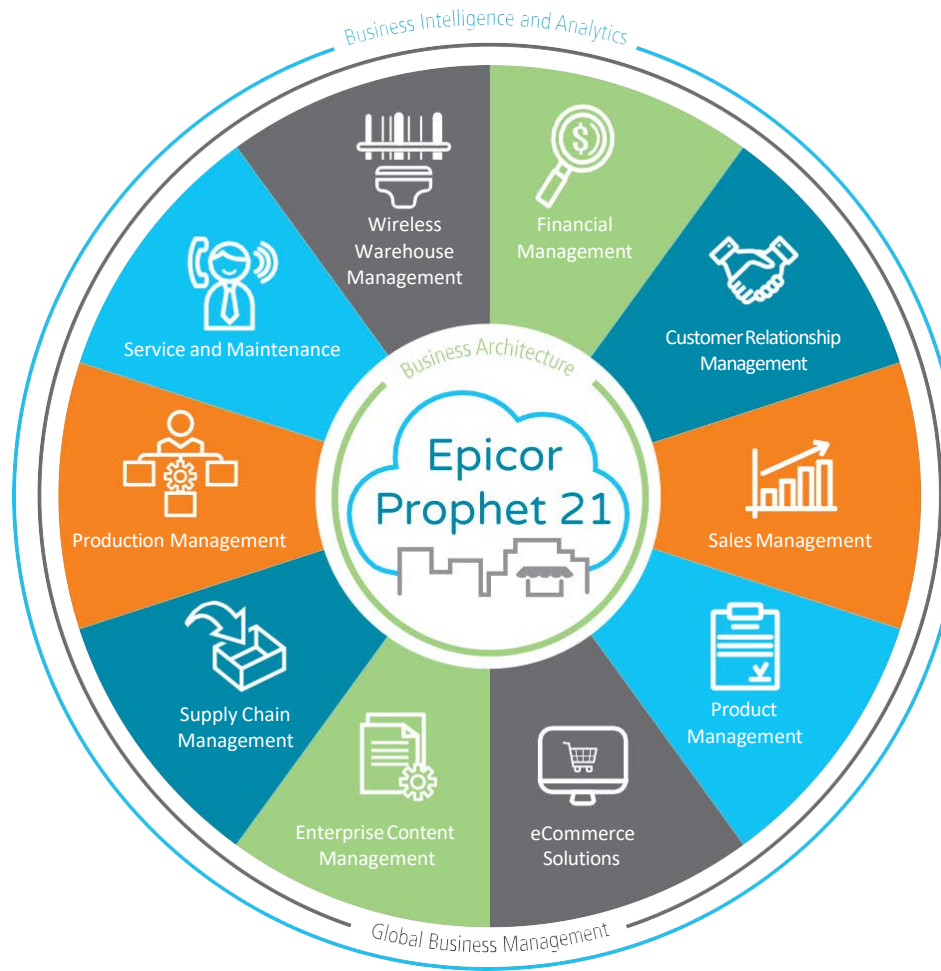 Business Intelligence and Analytics
Wireless
Warehouse
Management
Financial
Management
Customer Relationship
Management
Sales Management
Product
Management
eCommerce
Solutions
Enterprise Content
Management
Supply Chain
Management
Production Management
Service and Maintenance
Business Architecture
Epicor
Prophet 21
$
Global Business Management